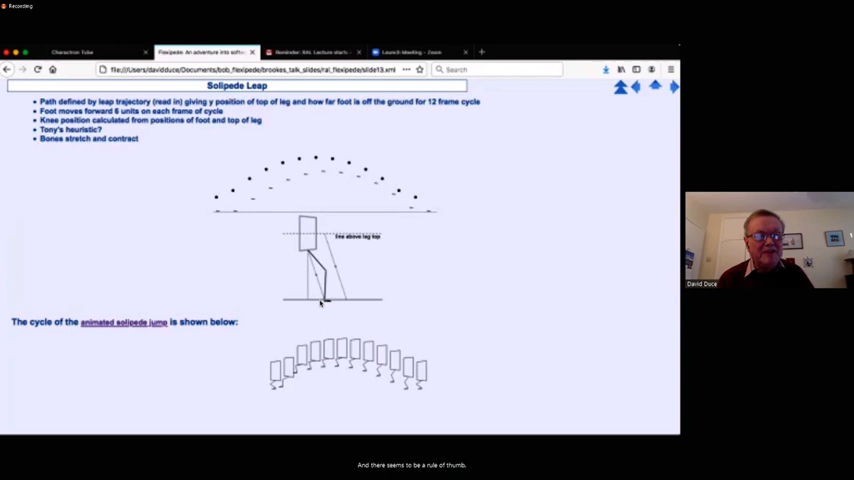 Recording
Charactron Tube
Flexipede: An adventure into softw
Reminder: RAL Lecture starts
Launch Meeting - Zoom
file:///Users/davidduce/Documents/bob_flexipede/brookes_talk_slides/ral_flexipede/slide13.xml
Search
Solipede Leap
Path defined by leap trajectory (read in) giving y position of top of leg and how far foot is off the ground for 12 frame cycle
Foot moves forward 6 units on each frame of cycle
Knee position calculated from positions of foot and top of leg
Tony's heuristic?
Bones stretch and contract
line above leg top
The cycle of the animated solipede jump is shown below:
David Duce
And there seems to be a rule of thumb.